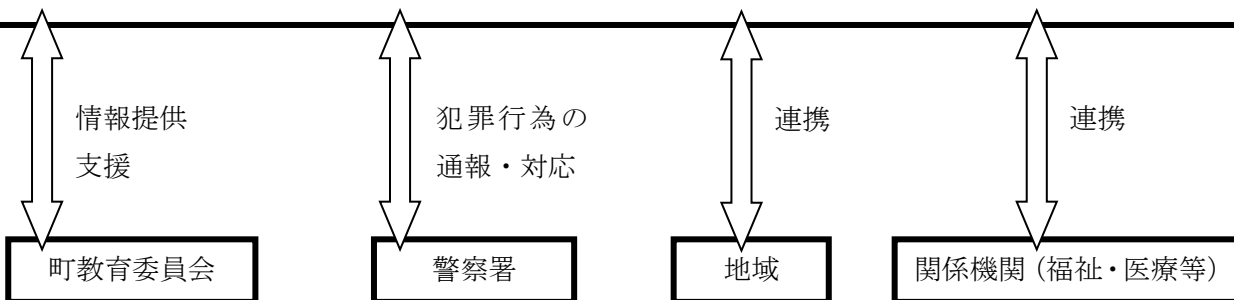 情報提供
支援
犯罪行為の
通報・対応
連携
連携
町教育委員会
警察署
地域
関係機関（福祉・医療等）